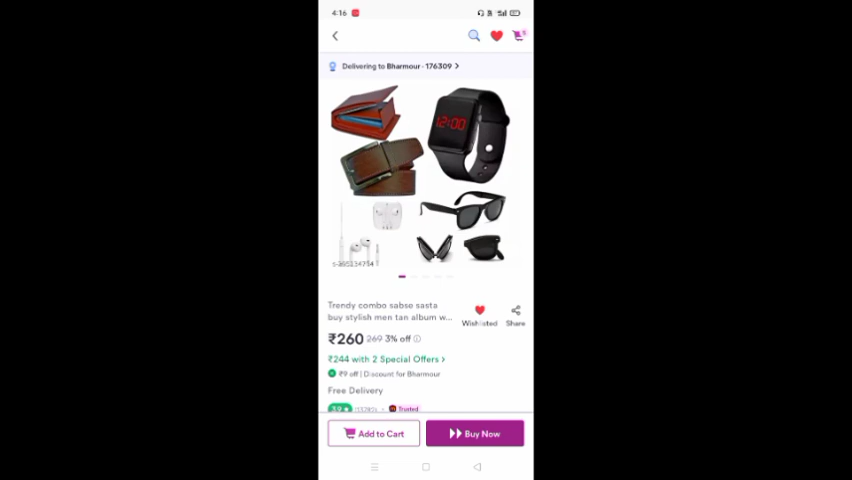 4:16
Delivering to Bharmour - 176309
12:00
Trendy combo sabse sasta
buy stylish men tan album w...
Wishlisted
Share
₹260 269 3% off
₹244 with 2 Special Offers
₹9 off | Discount for Bharmour
Free Delivery
3.9
Trusted
Add to Cart
Buy Now